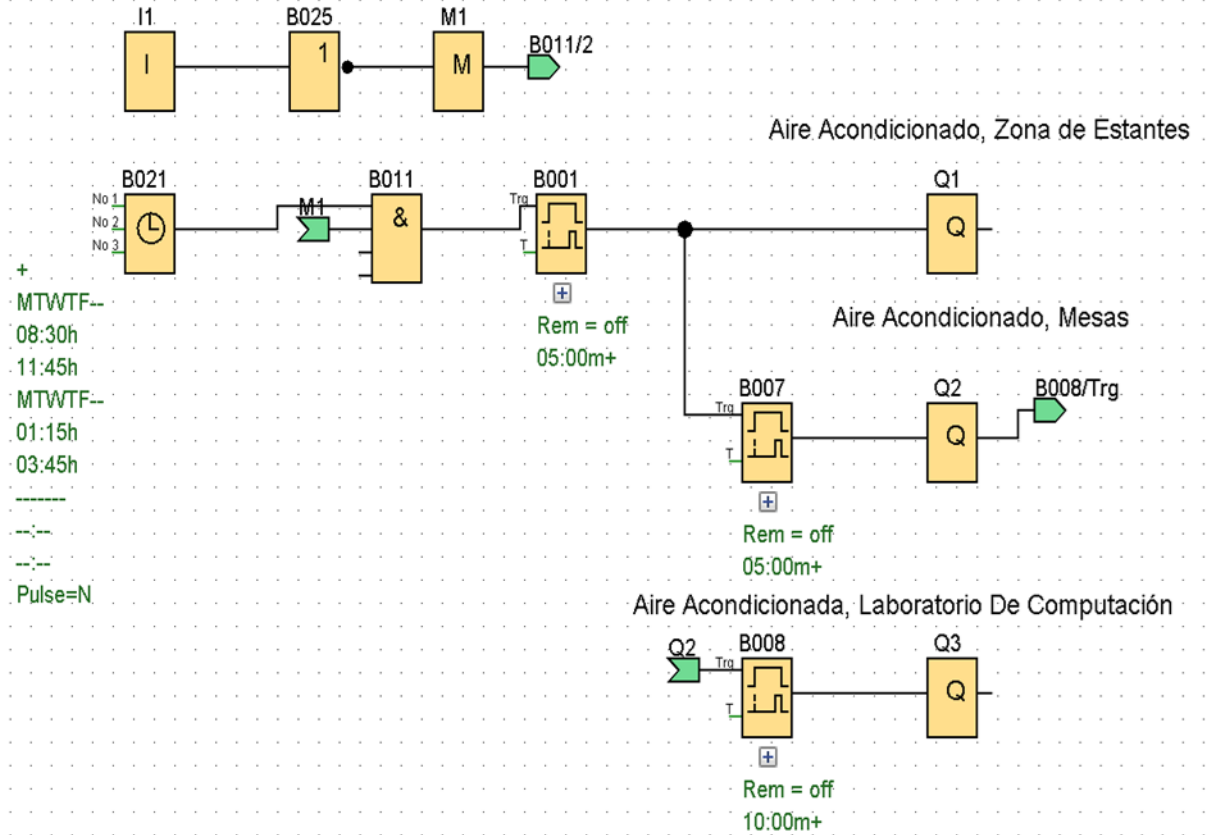 I1
B025
M1
B011/2
I
1
M
Aire Acondicionado, Zona de Estantes
B021
B011
B001
Q1
No 1
No 2
No 3
M1
&
Trg
T
Q
+
MTWTF--
08:30h
11:45h
MTWTF--
01:15h
03:45h
-------
--:--
--:--
Pulse=N
+
Rem = off
05:00m+
Aire Acondicionado, Mesas
B007
Q2
B008/Trg
Trg
T
Q
+
Rem = off
05:00m+
Aire Acondicionada, Laboratorio De Computación
Q2
B008
Q3
Trg
T
Q
+
Rem = off
10:00m+